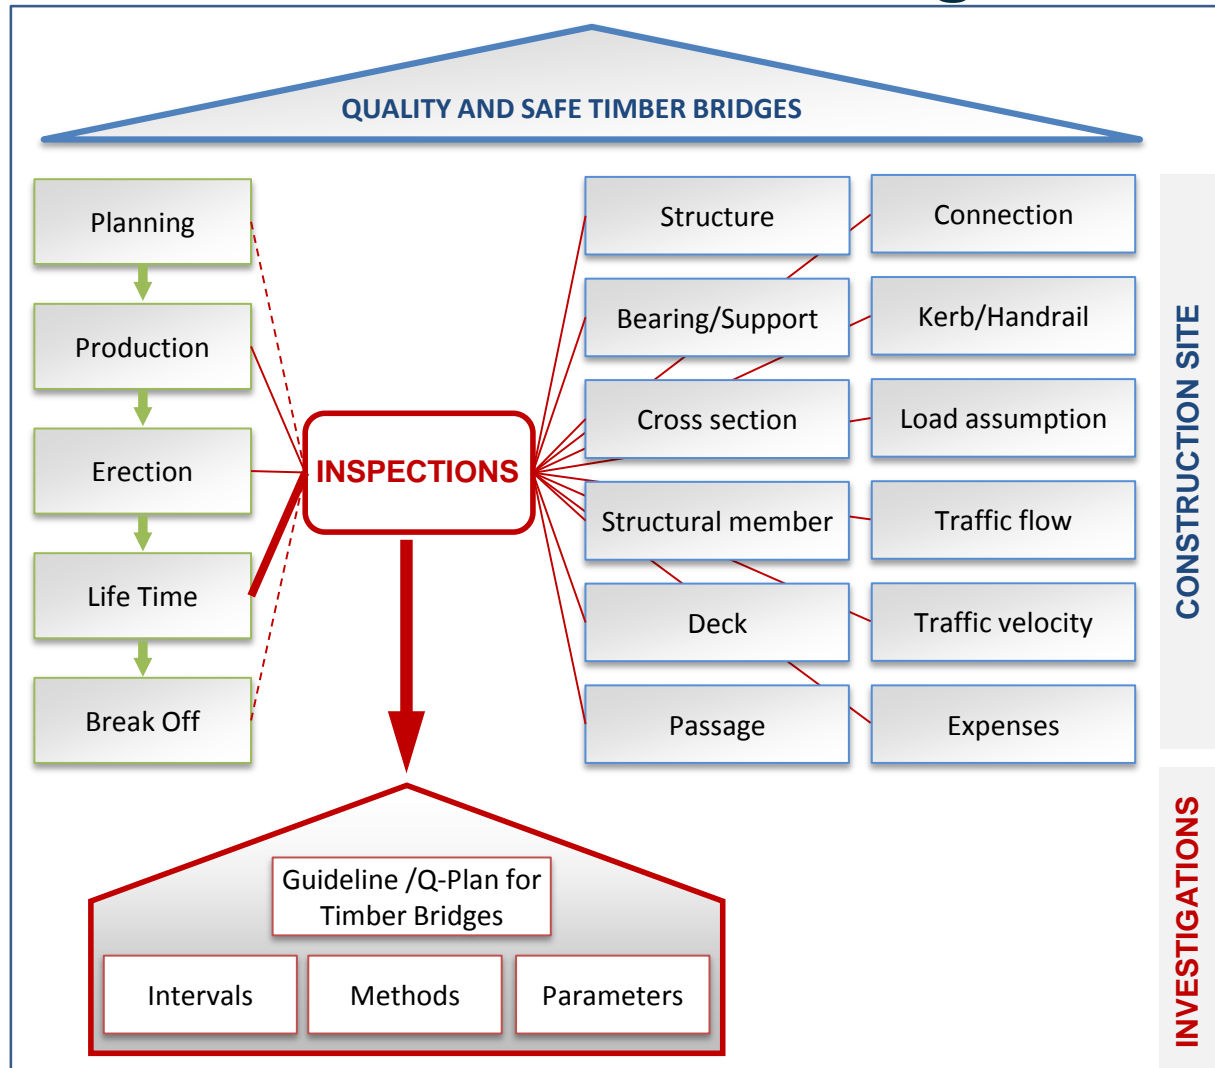 QUALITY AND SAFE TIMBER BRIDGES
Planning
Production
Erection
Life Time
Break Off
INSPECTIONS
Structure
Connection
Bearing/Support
Kerb/Handrail
Cross section
Load assumption
Structural member
Traffic flow
Deck
Traffic velocity
Passage
Expenses
CONSTRUCTION SITE
Guideline /Q-Plan for
Timber Bridges
Intervals
Methods
Parameters
INVESTIGATIONS